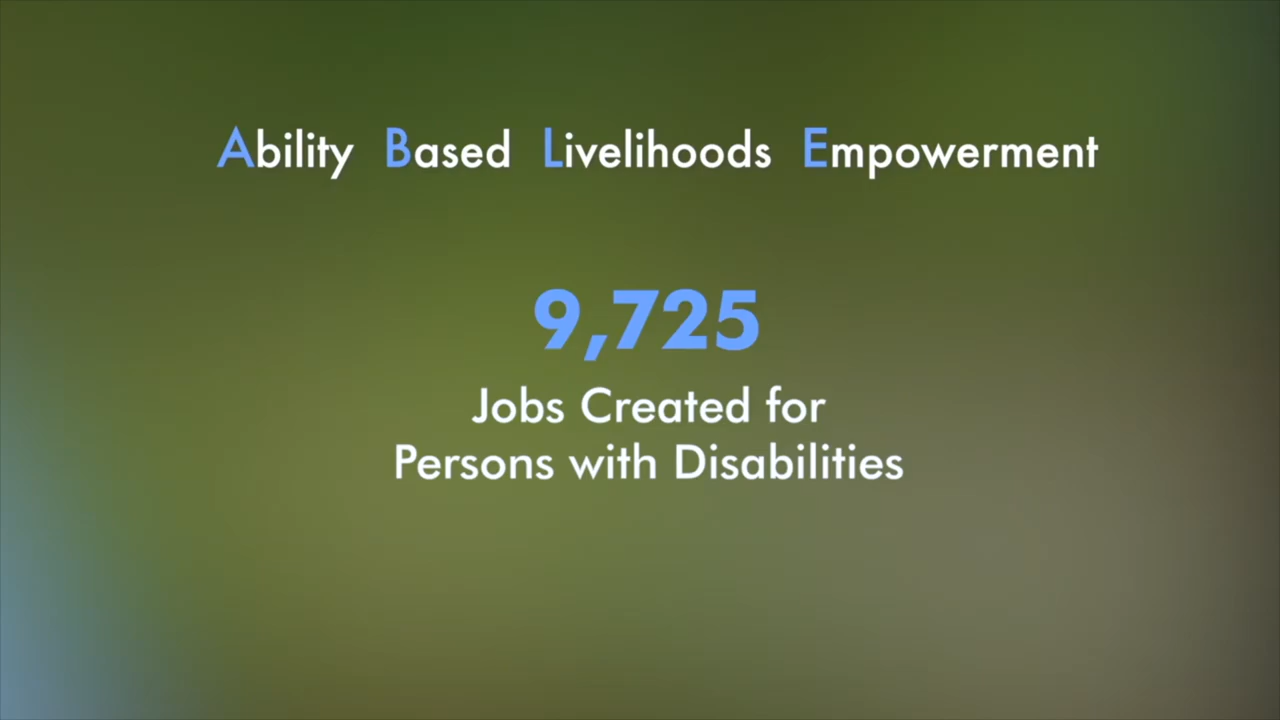 Ability Based Livelihoods Empowerment
9,725
Jobs Created for
Persons with Disabilities